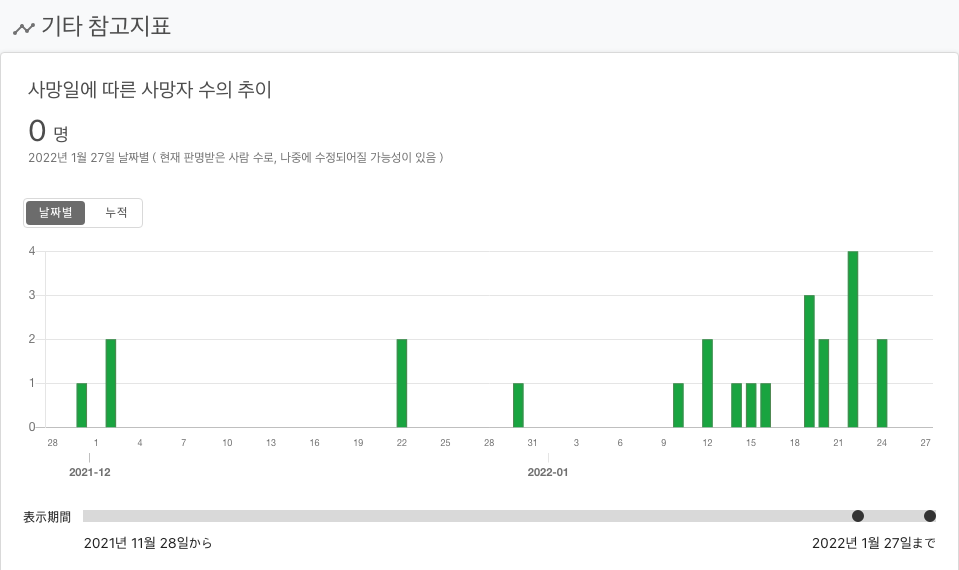 기타 참고지표
사망일에 따른 사망자 수의 추이
0 명
2022년 1월 27일 날짜별 ( 현재 판명받은 사람 수로, 나중에 수정되어질 가능성이 있음 )
날짜별 누적
4
3
2
1
0
28 1 4 7 10 13 16 19 22 25 28 31 3 6 9 12 15 18 21 24 27
2021-12 2022-01
表示期間
2021년 11월 28일から 2022년 1월 27일まで